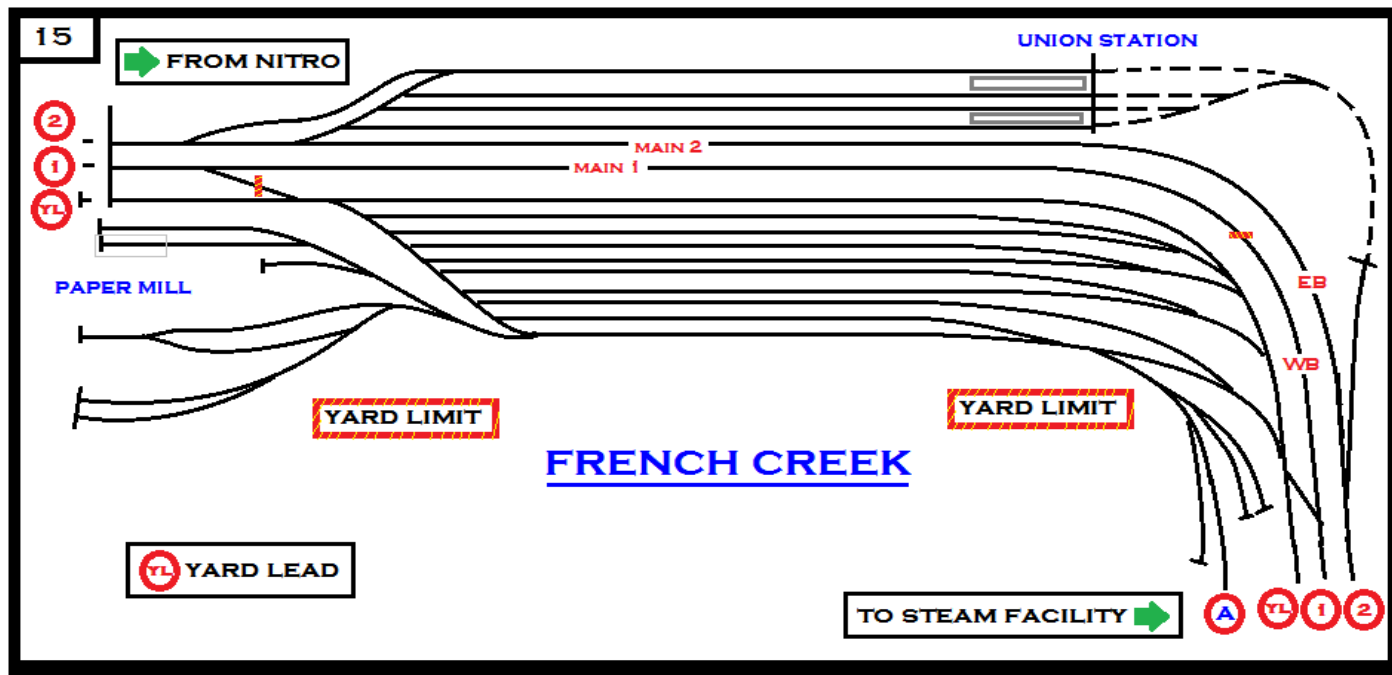 15
FROM NITRO
UNION STATION
2
MAIN 2
1
MAIN 1
YL
PAPER MILL
EB
WB
YARD LIMIT
YARD LIMIT
FRENCH CREEK
YL YARD LEAD
TO STEAM FACILITY
A
YL
1
2